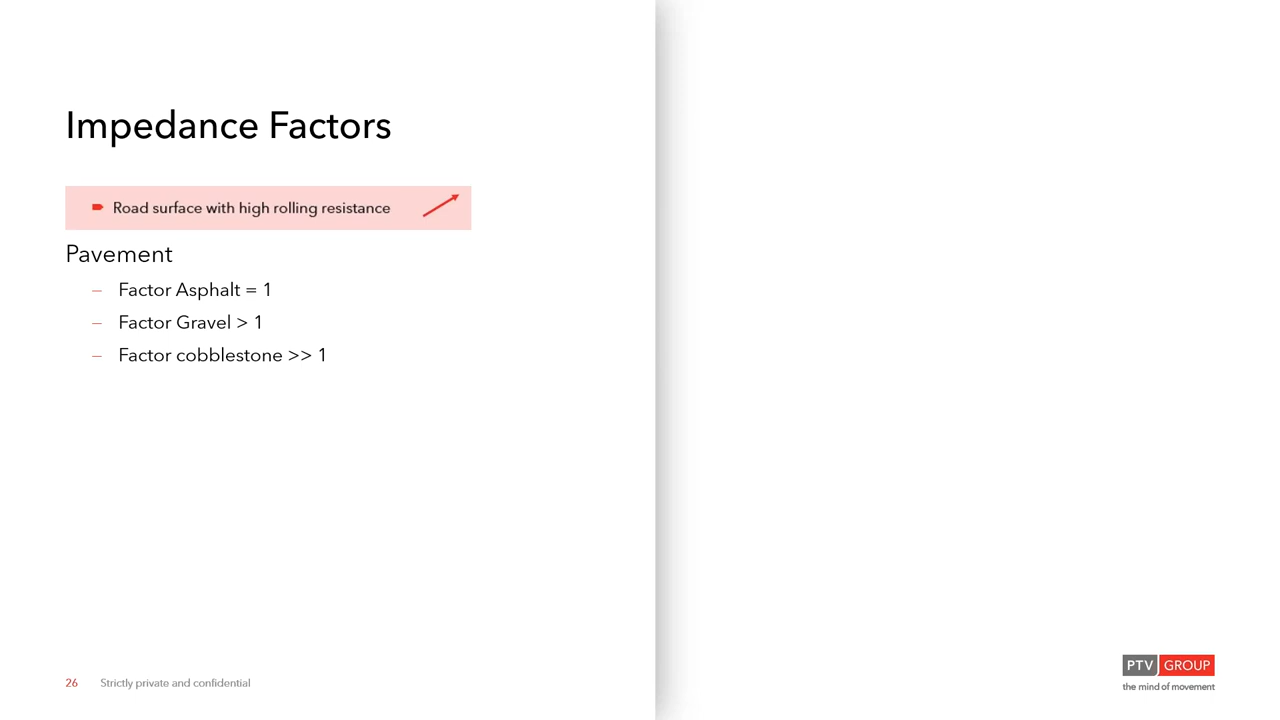 Impedance Factors
Road surface with high rolling resistance
Pavement
– Factor Asphalt = 1
– Factor Gravel > 1
– Factor cobblestone >> 1
26 Strictly private and confidential
PTV GROUP
the mind of movement